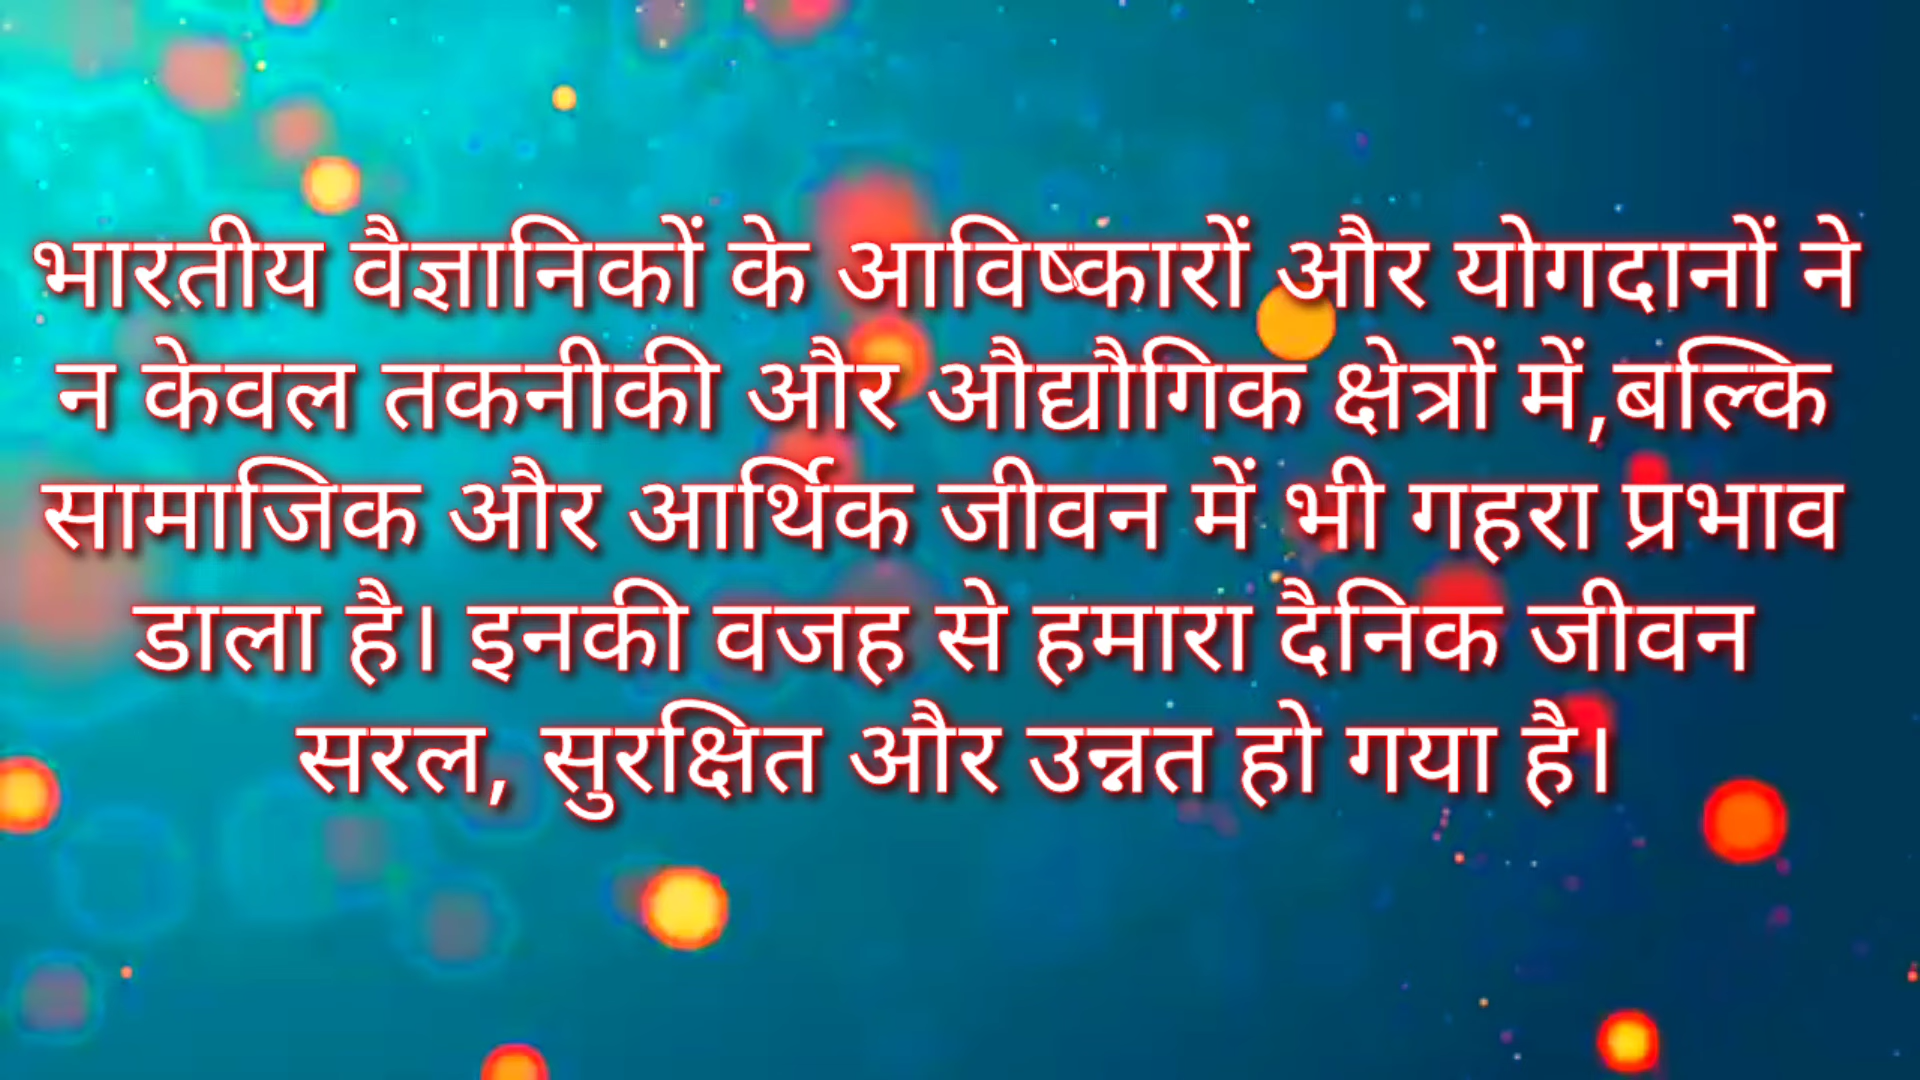 भारतीय वैज्ञानिकों के आविष्कारों और योगदानों ने
न केवल तकनीकी और औद्यौगिक क्षेत्रों में,बल्कि
सामाजिक और आर्थिक जीवन में भी गहरा प्रभाव
डाला है। इनकी वजह से हमारा दैनिक जीवन
सरल, सुरक्षित और उन्नत हो गया है।